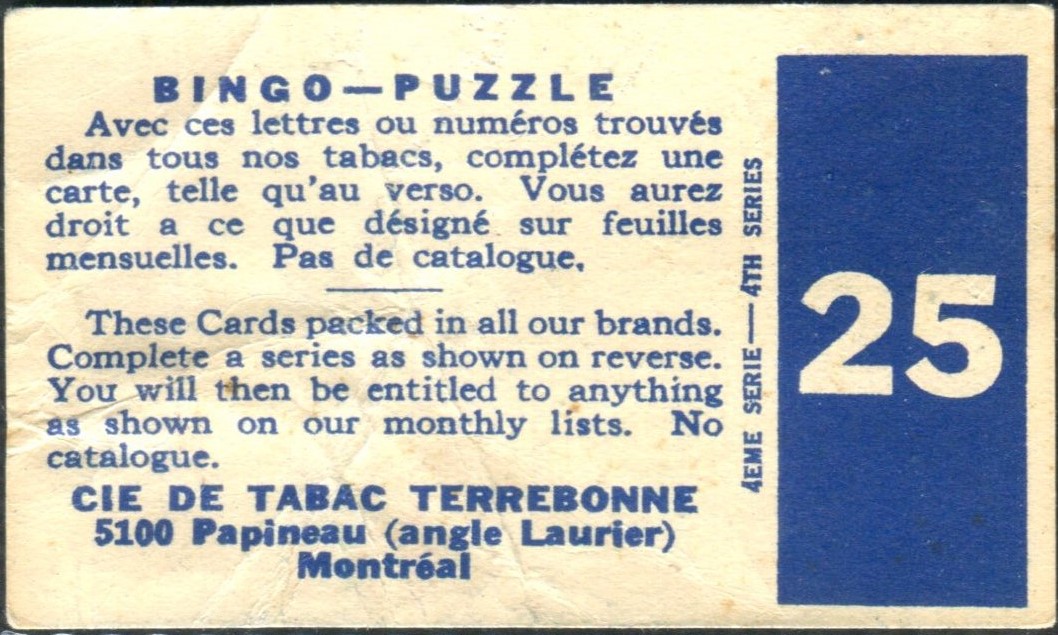 BINGO—PUZZLE
Avec ces lettres ou numéros trouvés
dans tous nos tabacs, complétez une
carte, telle qu'au verso. Vous aurez
droit a ce que désigné sur feuilles
mensuelles. Pas de catalogue.
These Cards packed in all our brands.
Complete a series as shown on reverse.
You will then be entitled to anything
as shown on our monthly lists. No
catalogue.
CIE DE TABAC TERREBONNE
5100 Papineau (angle Laurier)
Montréal
4EME SERIE—4TH SERIES
25